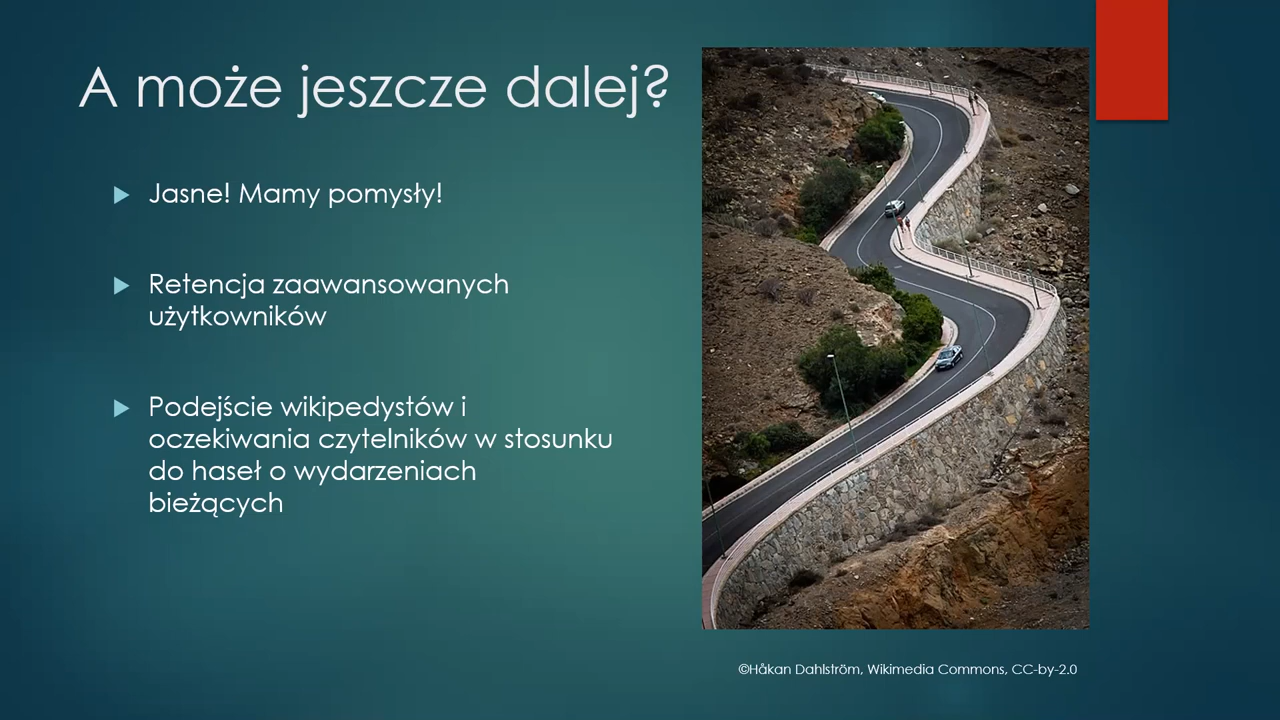 A może jeszcze dalej?
Jasne! Mamy pomysły!
Retencja zaawansowanych
użytkowników
Podejście wikipedystów i
oczekiwania czytelników w stosunku
do haseł o wydarzeniach
bieżących
©Håkan Dahlström, Wikimedia Commons, CC-by-2.0